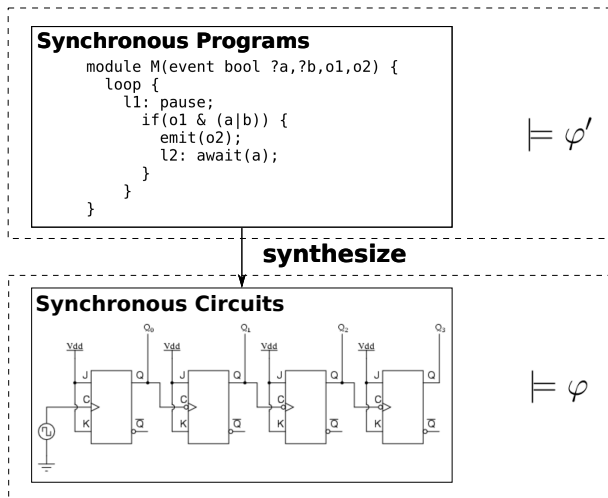 Synchronous Programs
module M(event bool ?a,?b,o1,o2) {
loop {
l1: pause;
if(o1 & (a|b)) {
emit(o2);
l2: await(a);
}
}
}
⊨ φ′
synthesize
Synchronous Circuits
Q₀ Q₁ Q₂ Q₃
Vdd Vdd Vdd Vdd
J Q J Q J Q J Q
C C C C
K Q̅ K Q̅ K Q̅ K Q̅
⊨ φ